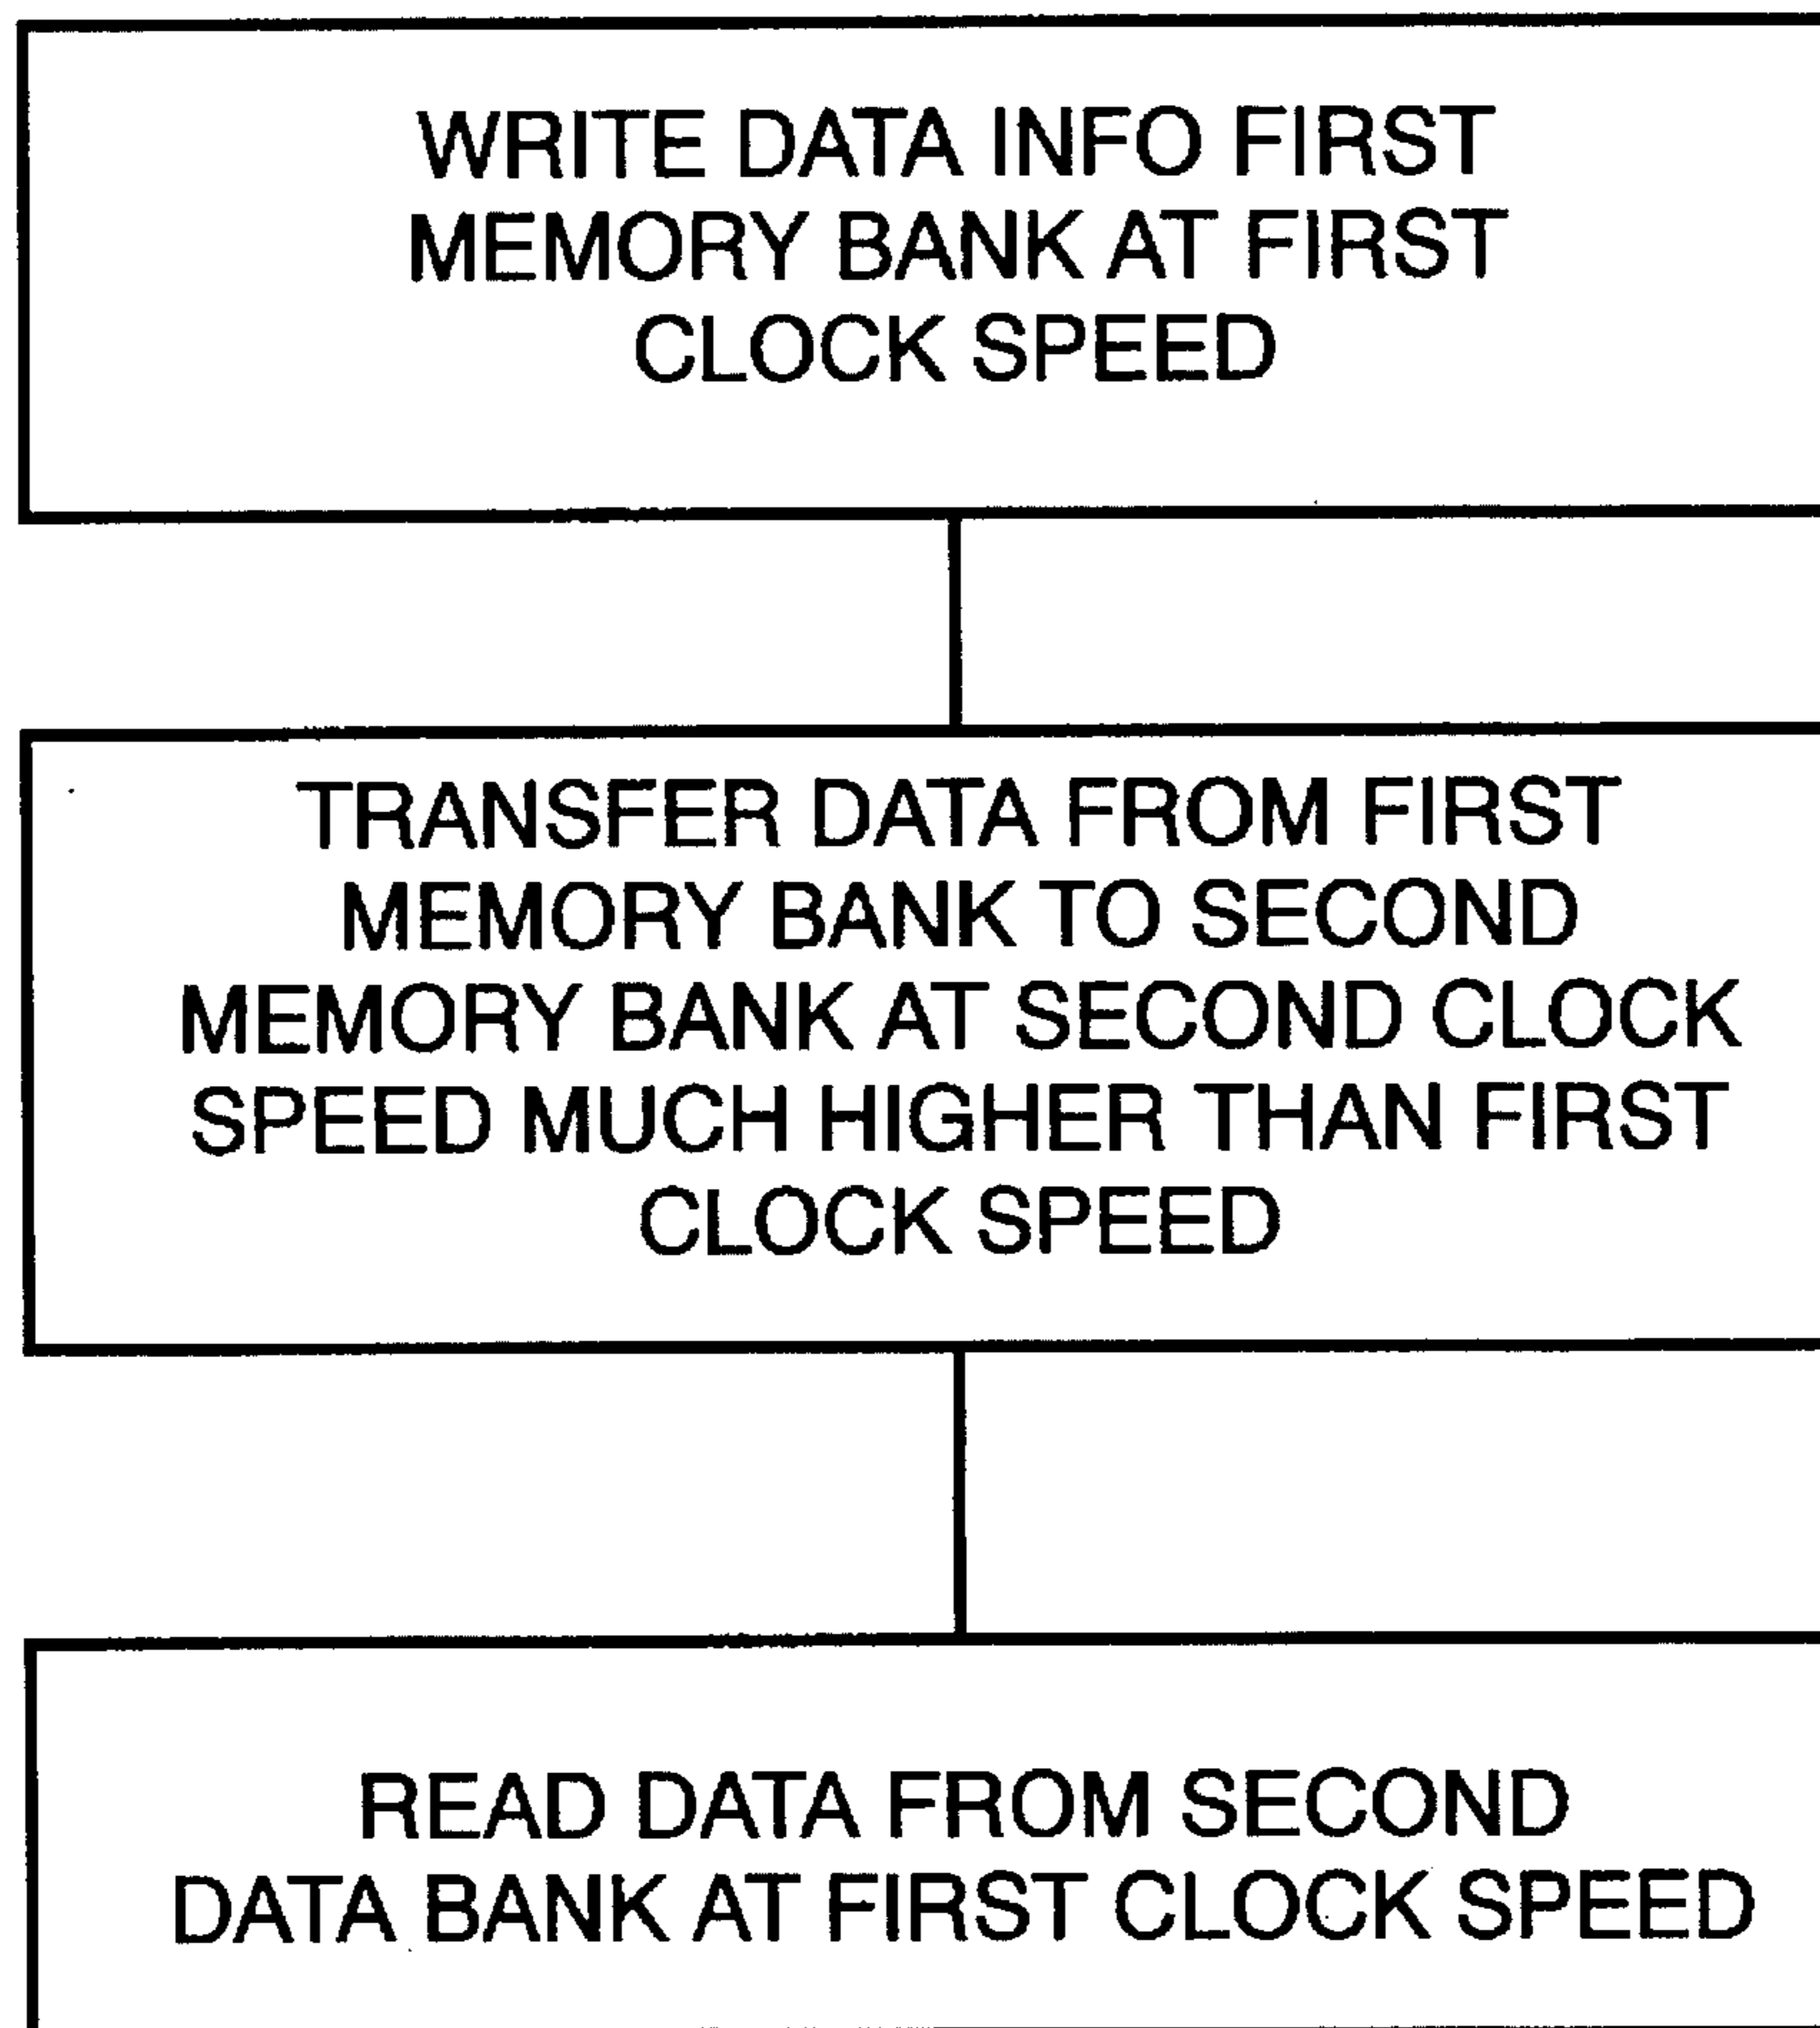 WRITE DATA INFO FIRST
MEMORY BANK AT FIRST
CLOCK SPEED
TRANSFER DATA FROM FIRST
MEMORY BANK TO SECOND
MEMORY BANK AT SECOND CLOCK
SPEED MUCH HIGHER THAN FIRST
CLOCK SPEED
READ DATA FROM SECOND
DATA BANK AT FIRST CLOCK SPEED